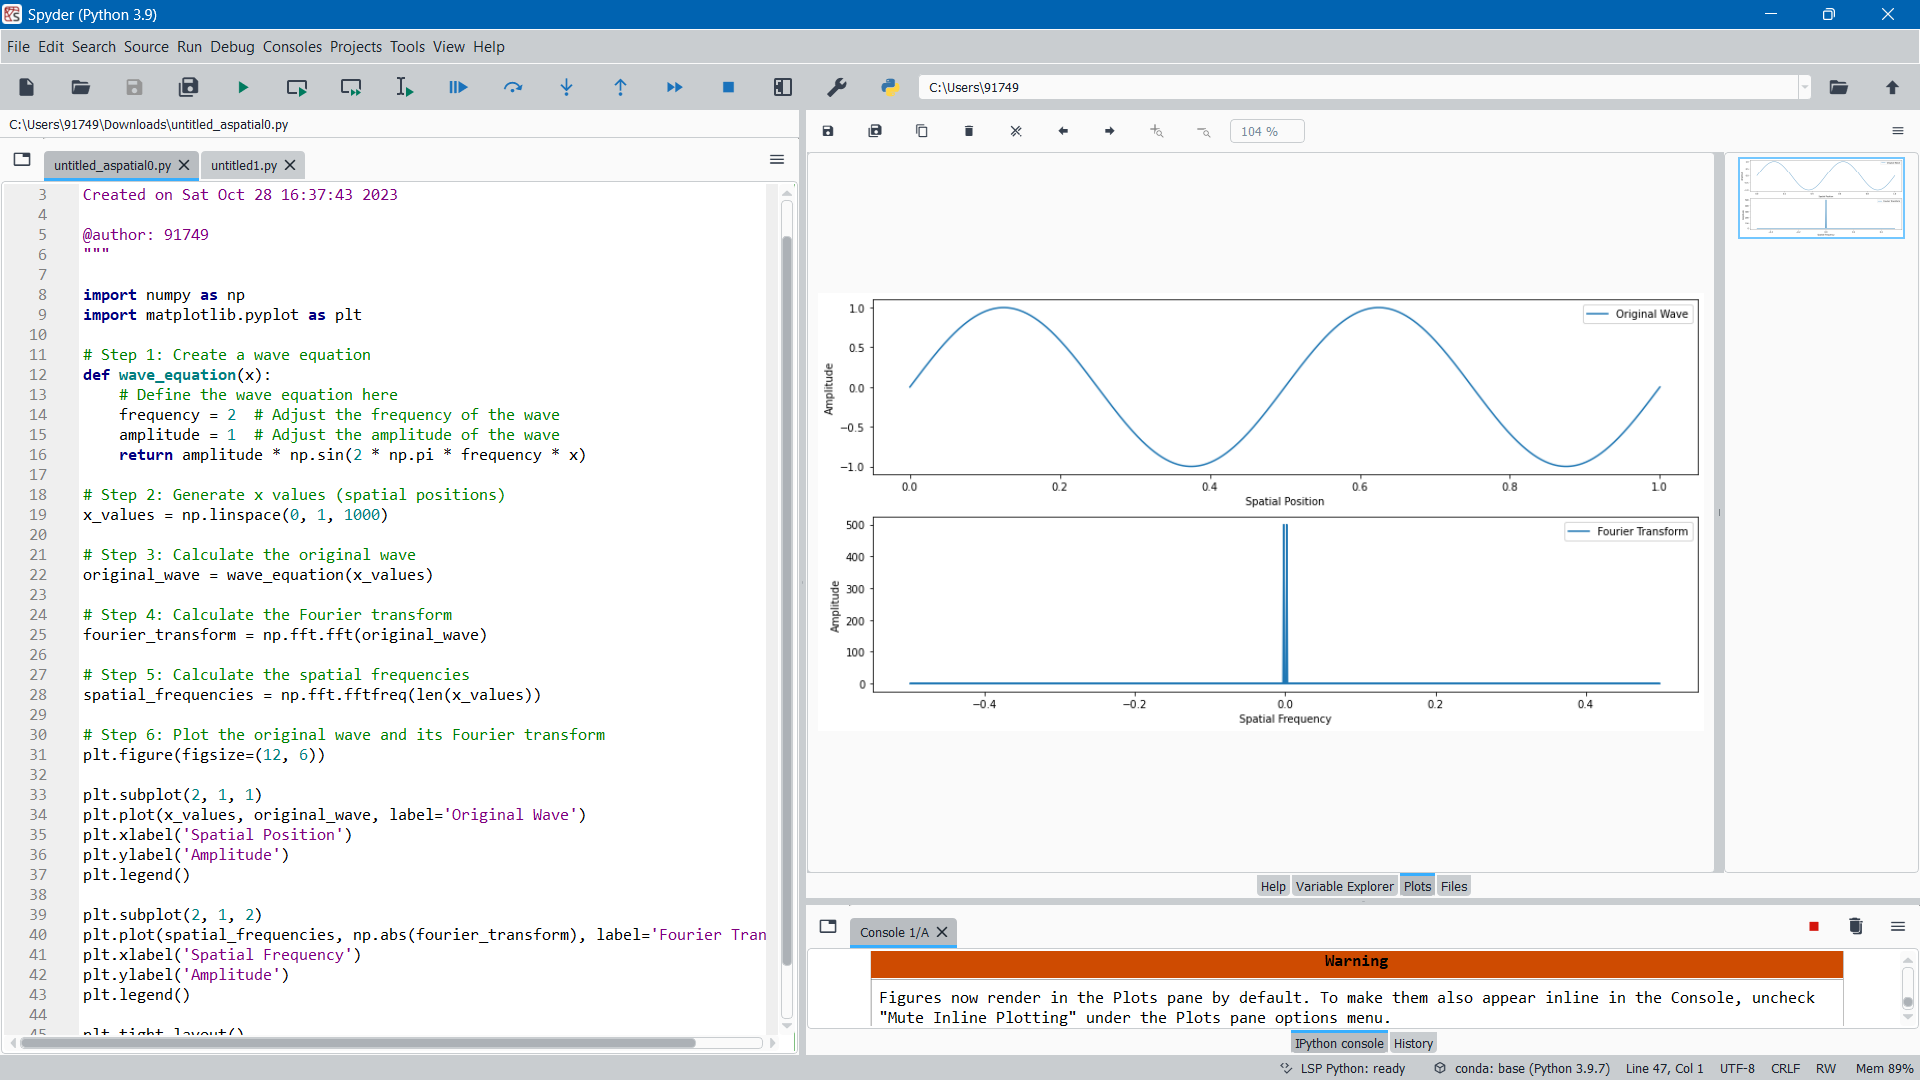 Spyder (Python 3.9)
File Edit Search Source Run Debug Consoles Projects Tools View Help
C:\Users\91749
C:\Users\91749\Downloads\untitled_aspatial0.py
untitled_aspatial0.py
untitled1.py
3 Created on Sat Oct 28 16:37:43 2023
4
5 @author: 91749
6 """
7
8 import numpy as np
9 import matplotlib.pyplot as plt
10
11 # Step 1: Create a wave equation
12 def wave_equation(x):
13 # Define the wave equation here
14 frequency = 2 # Adjust the frequency of the wave
15 amplitude = 1 # Adjust the amplitude of the wave
16 return amplitude * np.sin(2 * np.pi * frequency * x)
17
18 # Step 2: Generate x values (spatial positions)
19 x_values = np.linspace(0, 1, 1000)
20
21 # Step 3: Calculate the original wave
22 original_wave = wave_equation(x_values)
23
24 # Step 4: Calculate the Fourier transform
25 fourier_transform = np.fft.fft(original_wave)
26
27 # Step 5: Calculate the spatial frequencies
28 spatial_frequencies = np.fft.fftfreq(len(x_values))
29
30 # Step 6: Plot the original wave and its Fourier transform
31 plt.figure(figsize=(12, 6))
32
33 plt.subplot(2, 1, 1)
34 plt.plot(x_values, original_wave, label='Original Wave')
35 plt.xlabel('Spatial Position')
36 plt.ylabel('Amplitude')
37 plt.legend()
38
39 plt.subplot(2, 1, 2)
40 plt.plot(spatial_frequencies, np.abs(fourier_transform), label='Fourier Tran
41 plt.xlabel('Spatial Frequency')
42 plt.ylabel('Amplitude')
43 plt.legend()
44
45 plt.tight_layout()
104 %
Original Wave
Amplitude
1.0
0.5
0.0
−0.5
−1.0
0.0 0.2 0.4 0.6 0.8 1.0
Spatial Position
Fourier Transform
Amplitude
500
400
300
200
100
0
−0.4 −0.2 0.0 0.2 0.4
Spatial Frequency
Help Variable Explorer Plots Files
Console 1/A
Warning
Figures now render in the Plots pane by default. To make them also appear inline in the Console, uncheck
"Mute Inline Plotting" under the Plots pane options menu.
IPython console History
LSP Python: ready conda: base (Python 3.9.7) Line 47, Col 1 UTF-8 CRLF RW Mem 89%